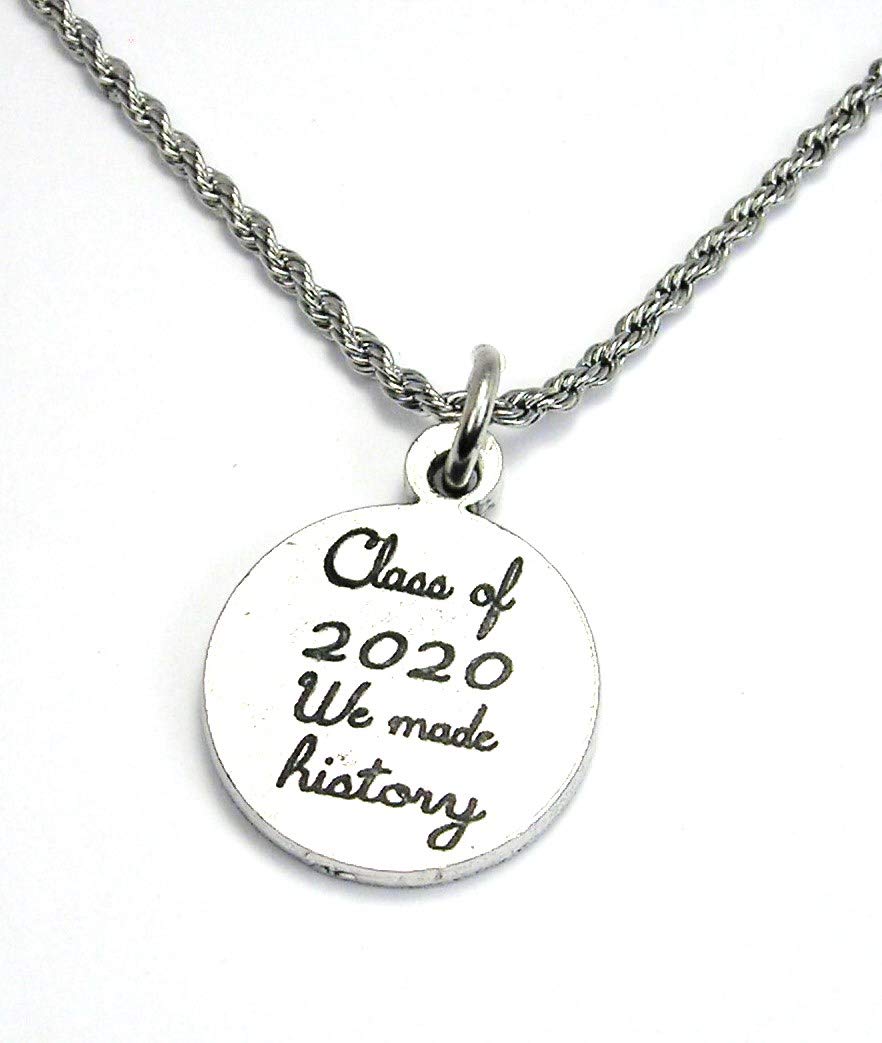 Class of
2020
We made
history